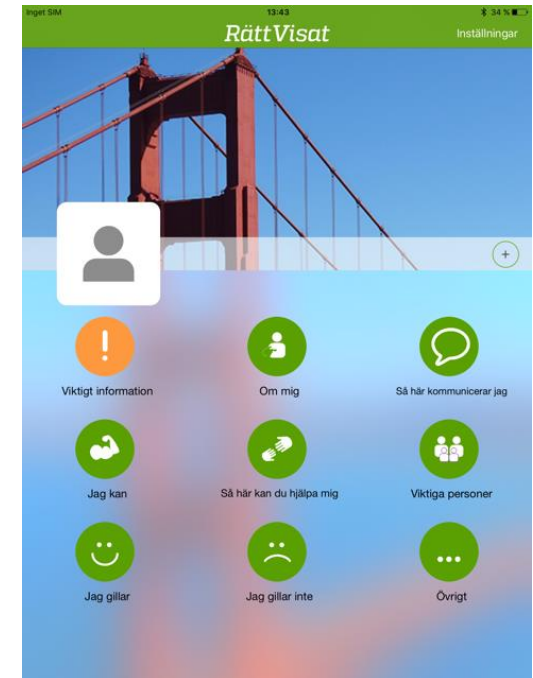 Inget SIM 13:43 34 %
RättVisat Inställningar
+
Viktigt information Om mig Så här kommunicerar jag
Jag kan Så här kan du hjälpa mig Viktiga personer
Jag gillar Jag gillar inte Övrigt